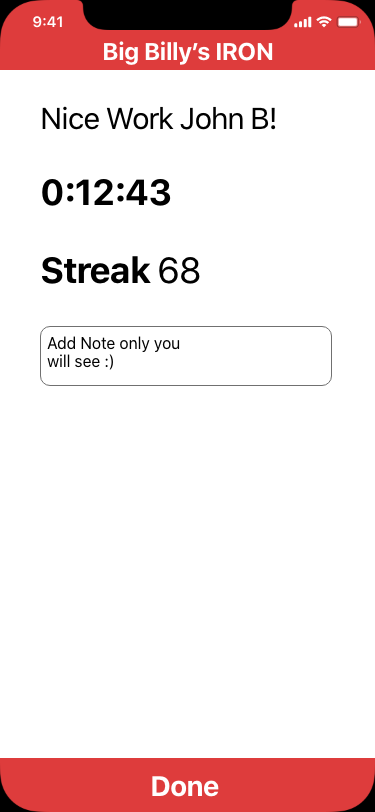 9:41
Big Billy’s IRON
Nice Work John B!
0:12:43
Streak 68
Add Note only you
will see :)
Done